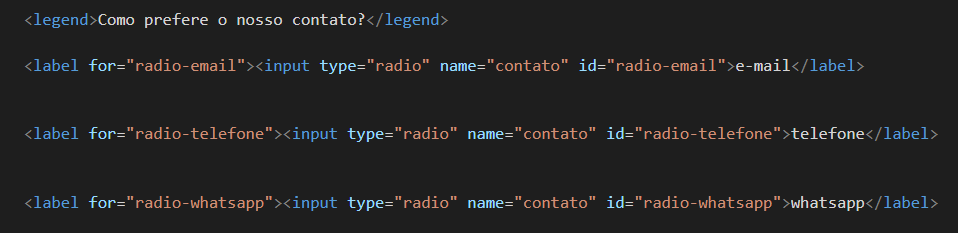 <legend>Como prefere o nosso contato?</legend>
<label for="radio-email"><input type="radio" name="contato" id="radio-email">e-mail</label>
<label for="radio-telefone"><input type="radio" name="contato" id="radio-telefone">telefone</label>
<label for="radio-whatsapp"><input type="radio" name="contato" id="radio-whatsapp">whatsapp</label>